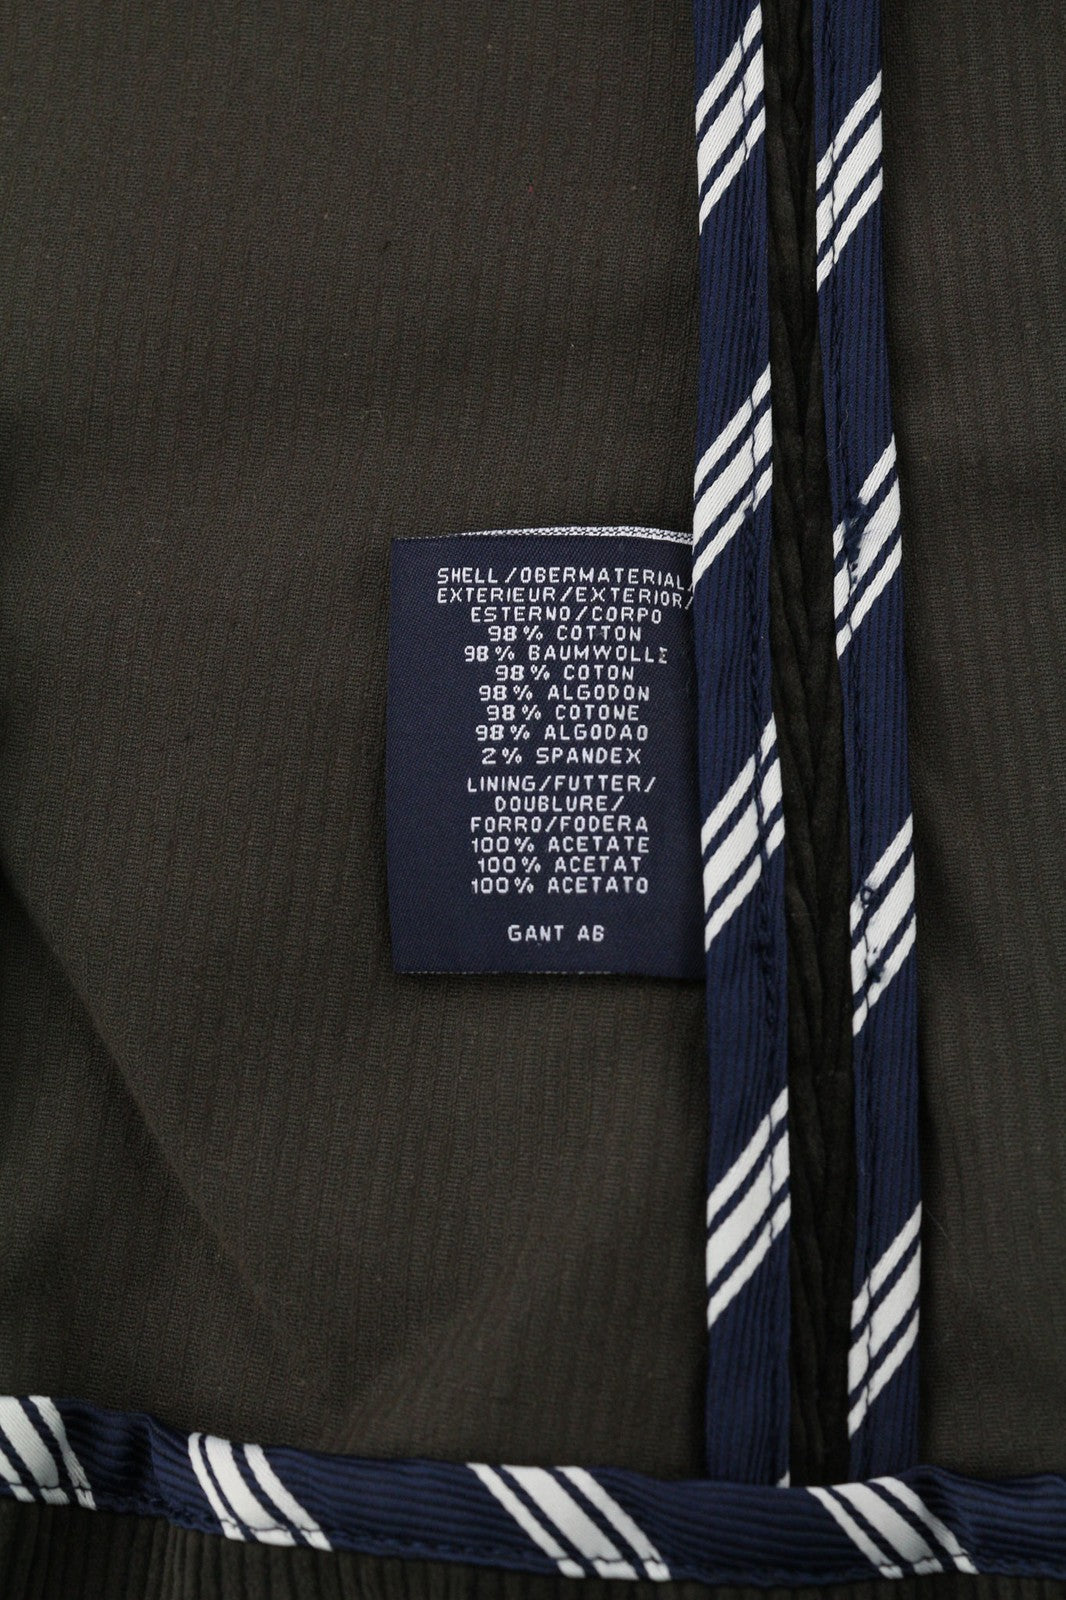 SHELL/OBERMATERIAL
EXTERIEUR/EXTERIOR/
ESTERNO/CORPO
98% COTTON
98% BAUMWOLLE
98% COTON
98% ALGODON
98% COTONE
98% ALGODAO
2% SPANDEX
LINING/FUTTER/
DOUBLURE/
FORRO/FODERA
100% ACETATE
100% ACETAT
100% ACETATO
GANT AB